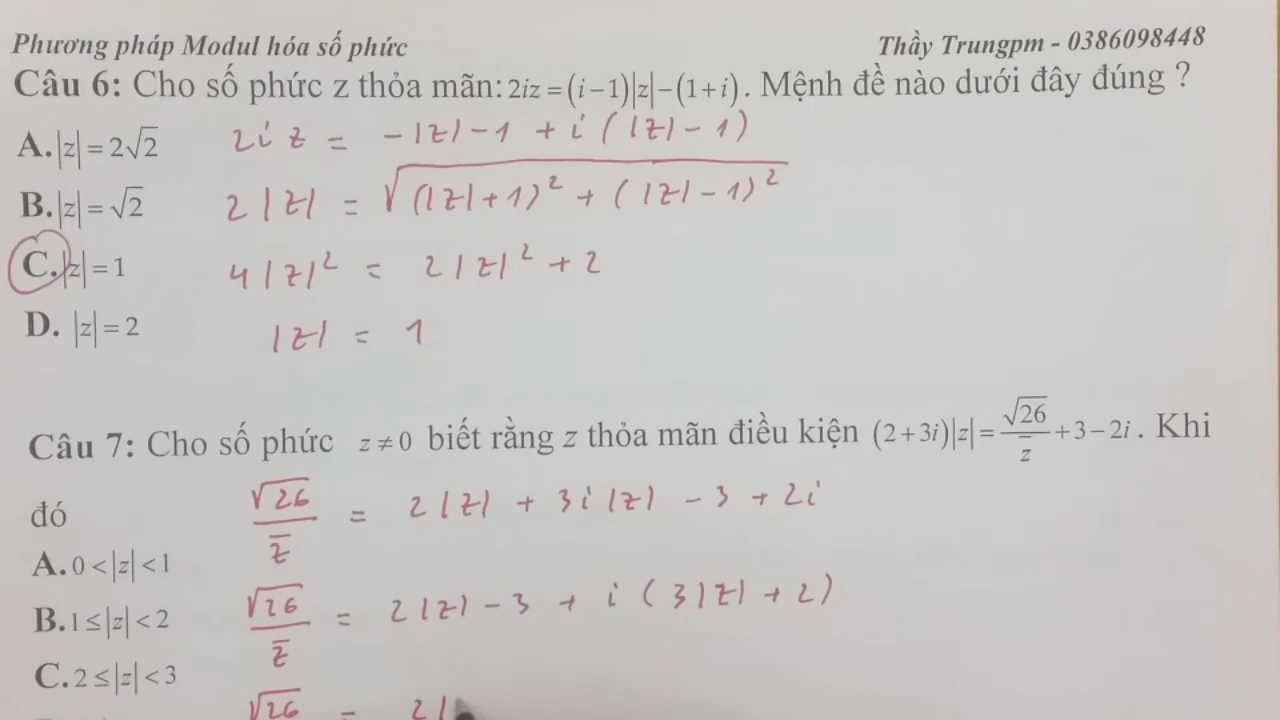 Phương pháp Modul hóa số phức
Thầy Trungpm - 0386098448
Câu 6: Cho số phức z thỏa mãn: 2iz = (i−1)|z| − (1+i). Mệnh đề nào dưới đây đúng ?
A. |z| = 2√2
2iz = −|z| − 1 + i(|z| − 1)
B. |z| = √2
2|z| = √((|z|+1)² + (|z|−1)²)
C. |z| = 1
4|z|² = 2|z|² + 2
D. |z| = 2
|z| = 1
Câu 7: Cho số phức z ≠ 0 biết rằng z thỏa mãn điều kiện (2+3i)|z| = √26/z̄ + 3 − 2i. Khi
đó
√26/z̄ = 2|z| + 3i|z| − 3 + 2i
A. 0 < |z| < 1
√26/z̄ = 2|z| − 3 + i(3|z| + 2)
B. 1 ≤ |z| < 2
C. 2 ≤ |z| < 3
√26 = 2|